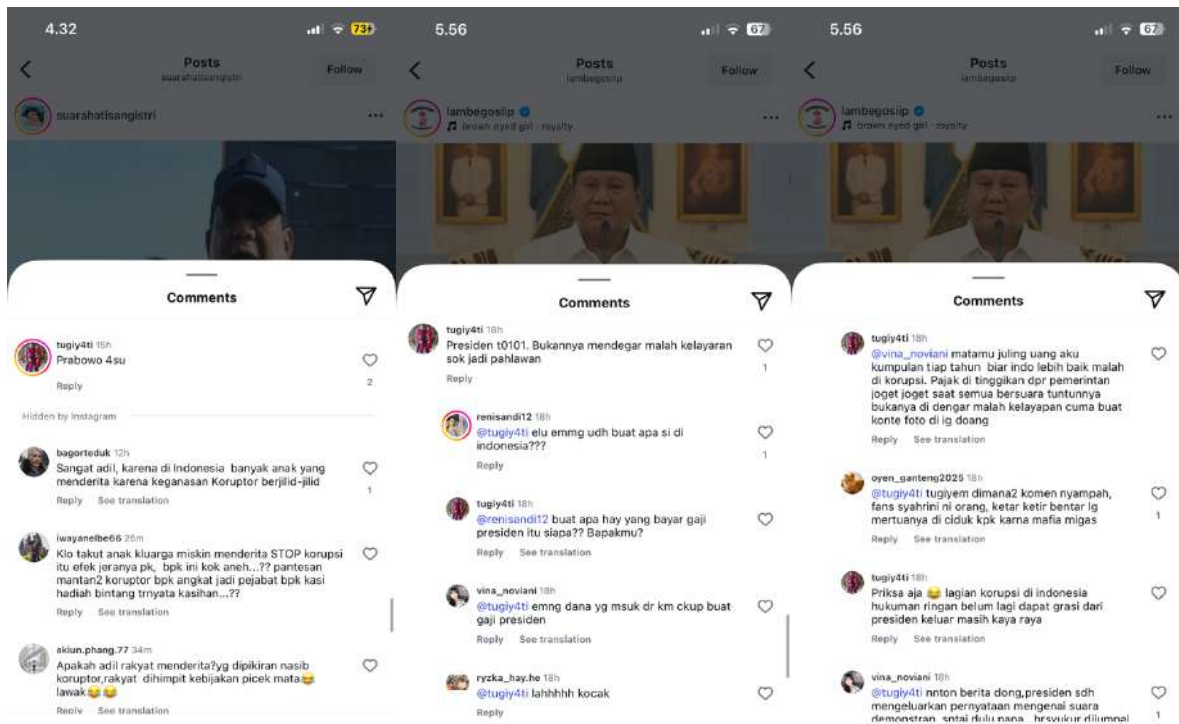 4.32
73
Posts
suarahatisangistri
Follow
suarahatisangistri
Comments
tugiy4ti 15h
Prabowo 4su
Reply
2
Hidden by Instagram
bagorteduk 12h
Sangat adil, karena di Indonesia banyak anak yang
menderita karena keganasan Koruptor berjilid-jilid
1
Reply See translation
iwayanelbe66 26m
Klo takut anak kluarga miskin menderita STOP korupsi
itu efek jeranya pk, bpk ini kok aneh...?? pantesan
mantan2 koruptor bpk angkat jadi pejabat bpk kasi
hadiah bintang trnyata kasihan...??
Reply See translation
akiun.phang.77 34m
Apakah adil rakyat menderita?yg dipikiran nasib
koruptor,rakyat dihimpit kebijakan picek mata😂
lawak😂😂
Reply See translation
5.56
67
Posts
lambegosiip
Follow
lambegosiip
brown eyed girl · royalty
Comments
tugiy4ti 18h
Presiden t0101. Bukannya mendegar malah kelayaran
sok jadi pahlawan
1
Reply
renisandi12 18h
@tugiy4ti elu emmg udh buat apa si di
indonesia???
1
Reply
tugiy4ti 18h
@renisandi12 buat apa hay yang bayar gaji
presiden itu siapa?? Bapakmu?
Reply See translation
vina_noviani 18h
@tugiy4ti emng dana yg msuk dr km ckup buat
gaji presiden
Reply See translation
ryzka_hay.he 18h
@tugiy4ti lahhhhh kocak
Reply
5.56
67
Posts
lambegosiip
Follow
lambegosiip
brown eyed girl · royalty
Comments
tugiy4ti 18h
@vina_noviani matamu juling uang aku
kumpulan tiap tahun biar indo lebih baik malah
di korupsi. Pajak di tinggikan dpr pemerintan
joget joget saat semua bersuara tuntunnya
bukanya di dengar malah kelayapan cuma buat
konte foto di ig doang
Reply See translation
oyen_ganteng2025 18h
@tugiy4ti tugiyem dimana2 komen nyampah,
fans syahrini ni orang, ketar ketir bentar lg
mertuanya di ciduk kpk karna mafia migas
1
Reply See translation
tugiy4ti 18h
Priksa aja 😂 lagian korupsi di indonesia
hukuman ringan belum lagi dapat grasi dari
presiden keluar masih kaya raya
Reply See translation
vina_noviani 18h
@tugiy4ti nnton berita dong,presiden sdh
mengeluarkan pernyataan mengenai suara
demonstran, sntai dulu napa, brsyukur dijumpai
1